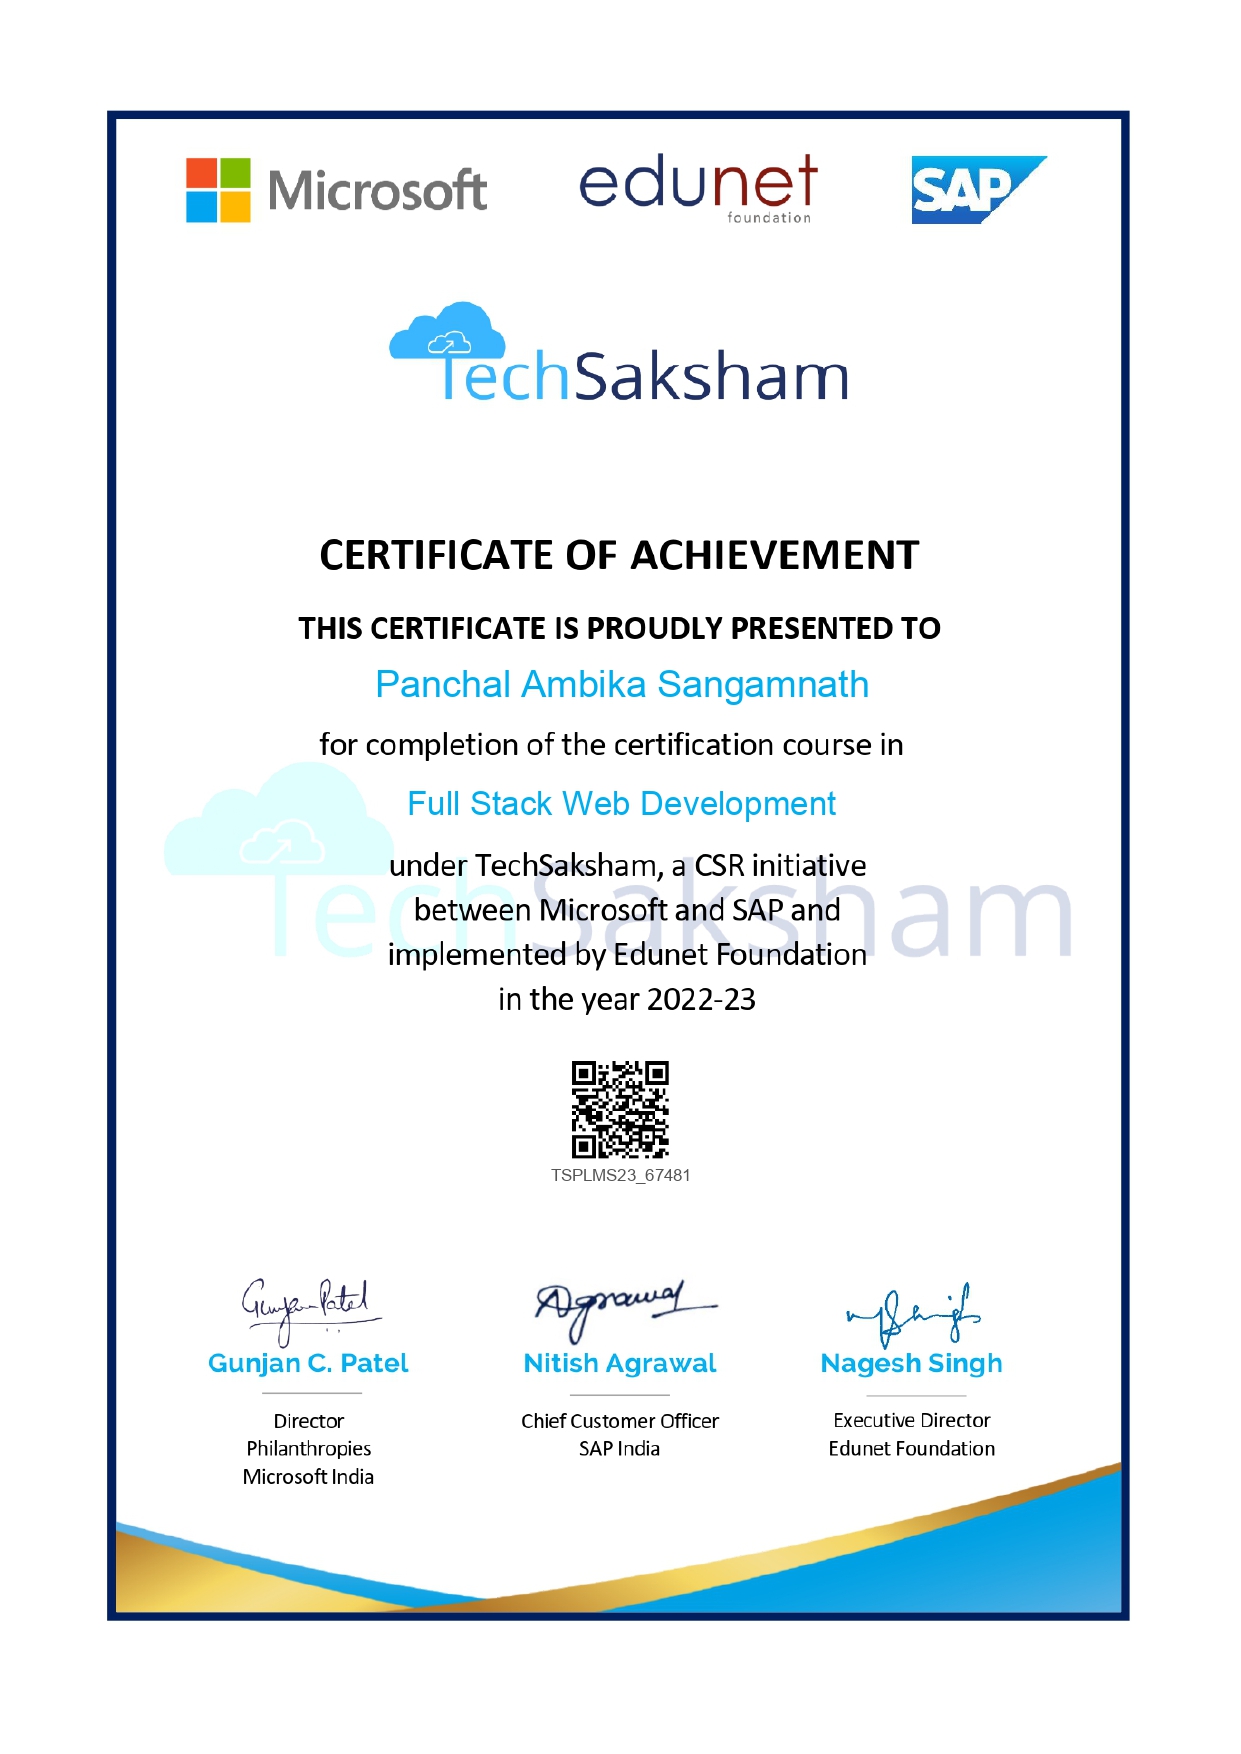 Microsoft
edunet
foundation
SAP
TechSaksham
CERTIFICATE OF ACHIEVEMENT
THIS CERTIFICATE IS PROUDLY PRESENTED TO
Panchal Ambika Sangamnath
for completion of the certification course in
Full Stack Web Development
under TechSaksham, a CSR initiative
between Microsoft and SAP and
implemented by Edunet Foundation
in the year 2022-23
TechSaksham
TSPLMS23_67481
Gunjan Patel
Agrawal
Gunjan C. Patel
Nitish Agrawal
Nagesh Singh
Director
Philanthropies
Microsoft India
Chief Customer Officer
SAP India
Executive Director
Edunet Foundation